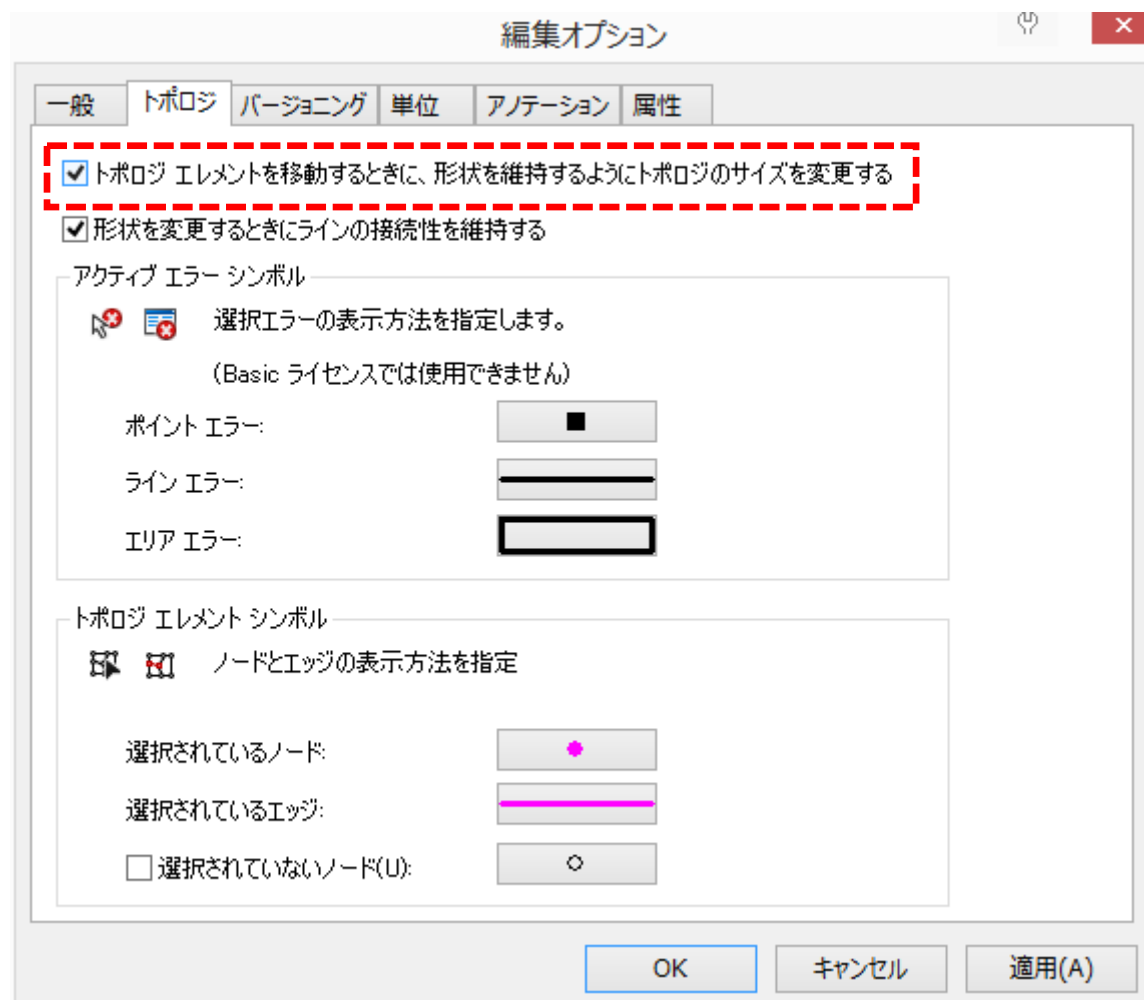 編集オプション
一般 トポロジ バージョニング 単位 アノテーション 属性
トポロジ エレメントを移動するときに、形状を維持するようにトポロジのサイズを変更する
形状を変更するときにラインの接続性を維持する
アクティブ エラー シンボル
選択エラーの表示方法を指定します。
(Basic ライセンスでは使用できません)
ポイント エラー:
ライン エラー:
エリア エラー:
トポロジ エレメント シンボル
ノードとエッジの表示方法を指定
選択されているノード:
選択されているエッジ:
選択されていないノード(U):
OK キャンセル 適用(A)